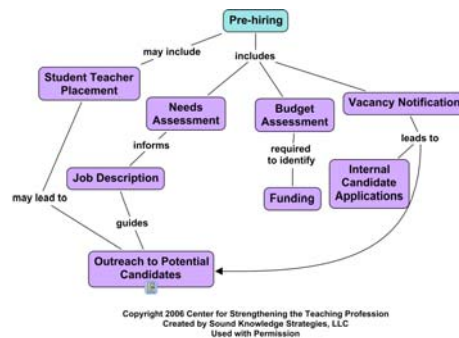 Pre-hiring
may include
includes
Student Teacher
Placement
Needs
Assessment
Budget
Assessment
Vacancy Notification
informs
required
to identify
leads to
Job Description
Funding
Internal
Candidate
Applications
may lead to
guides
Outreach to Potential
Candidates
Copyright 2006 Center for Strengthening the Teaching Profession
Created by Sound Knowledge Strategies, LLC
Used with Permission